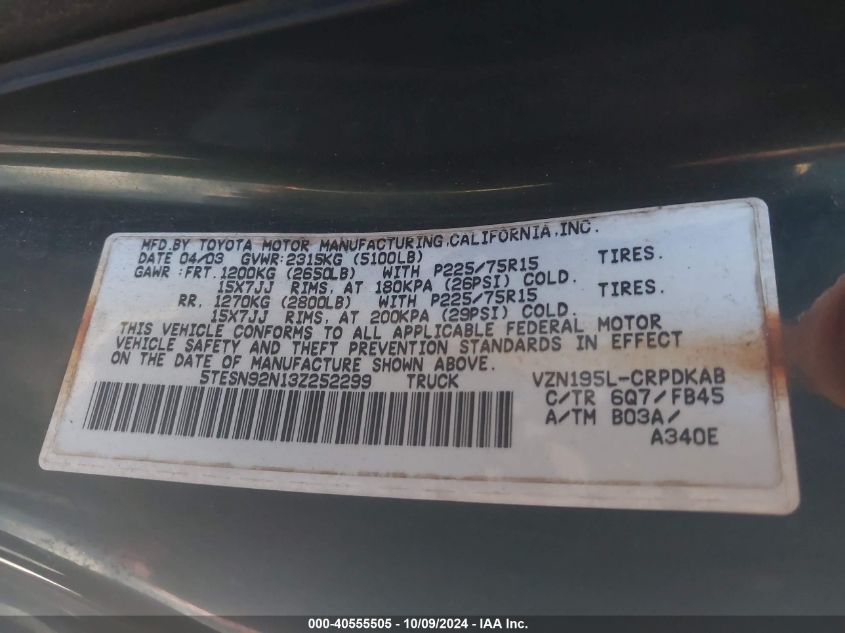 MFD.BY TOYOTA MOTOR MANUFACTURING,CALIFORNIA,INC.
DATE 04/03 GVWR:2315KG (5100LB)
GAWR:FRT.1200KG (2650LB) WITH P225/75R15 TIRES.
15X7JJ RIMS, AT 180KPA (26PSI) COLD.
RR. 1270KG (2800LB) WITH P225/75R15 TIRES.
15X7JJ RIMS, AT 200KPA (29PSI) COLD.
THIS VEHICLE CONFORMS TO ALL APPLICABLE FEDERAL MOTOR
VEHICLE SAFETY AND THEFT PREVENTION STANDARDS IN EFFECT
ON THE DATE OF MANUFACTURE SHOWN ABOVE.
5TESN92N13Z252299 TRUCK VZN195L-CRPDKAB
C/TR 6Q7/FB45
A/TM B03A/
A340E
000-40555505 - 10/09/2024 - IAA Inc.